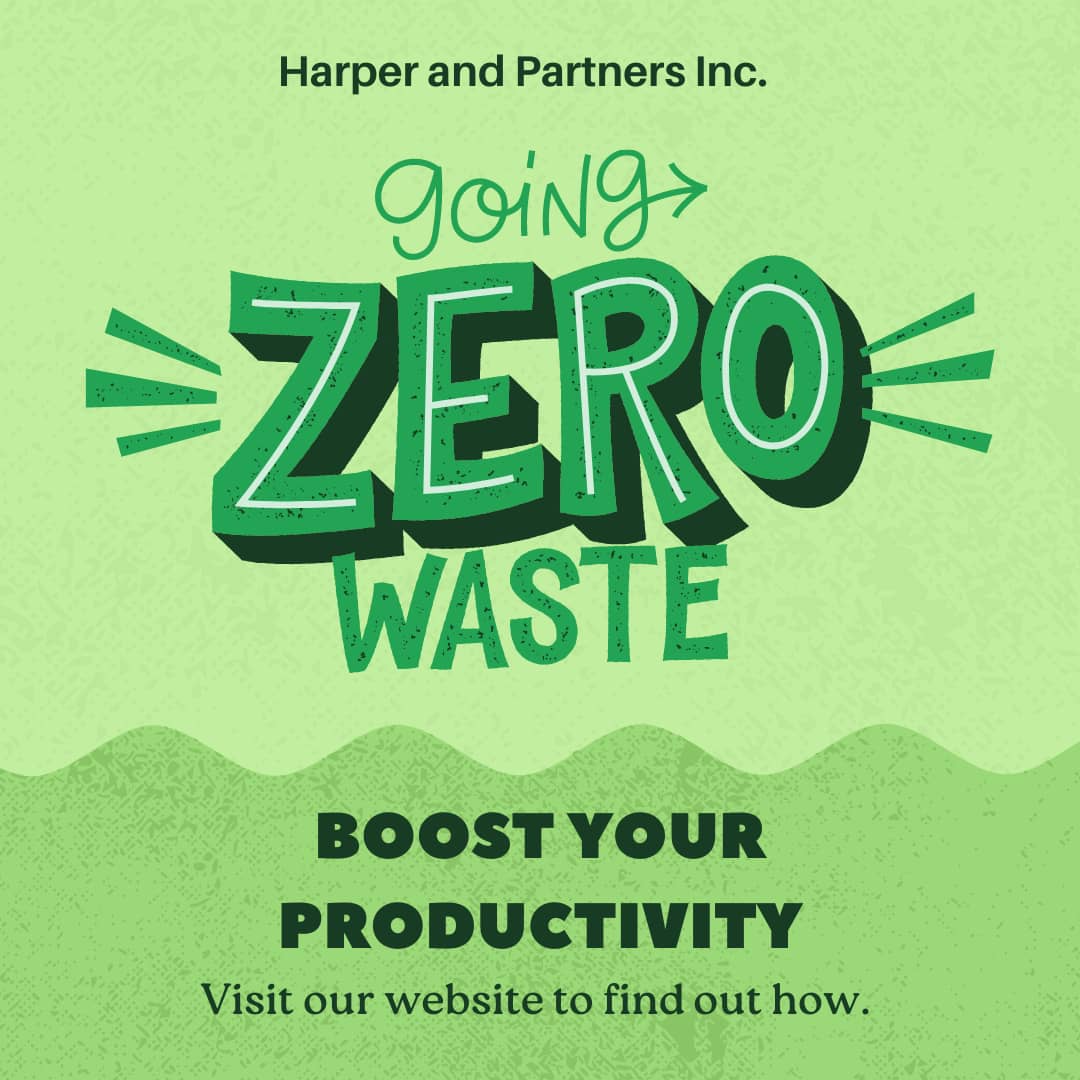 Harper and Partners Inc.
going
ZERO
WASTE
BOOST YOUR
PRODUCTIVITY
Visit our website to find out how.